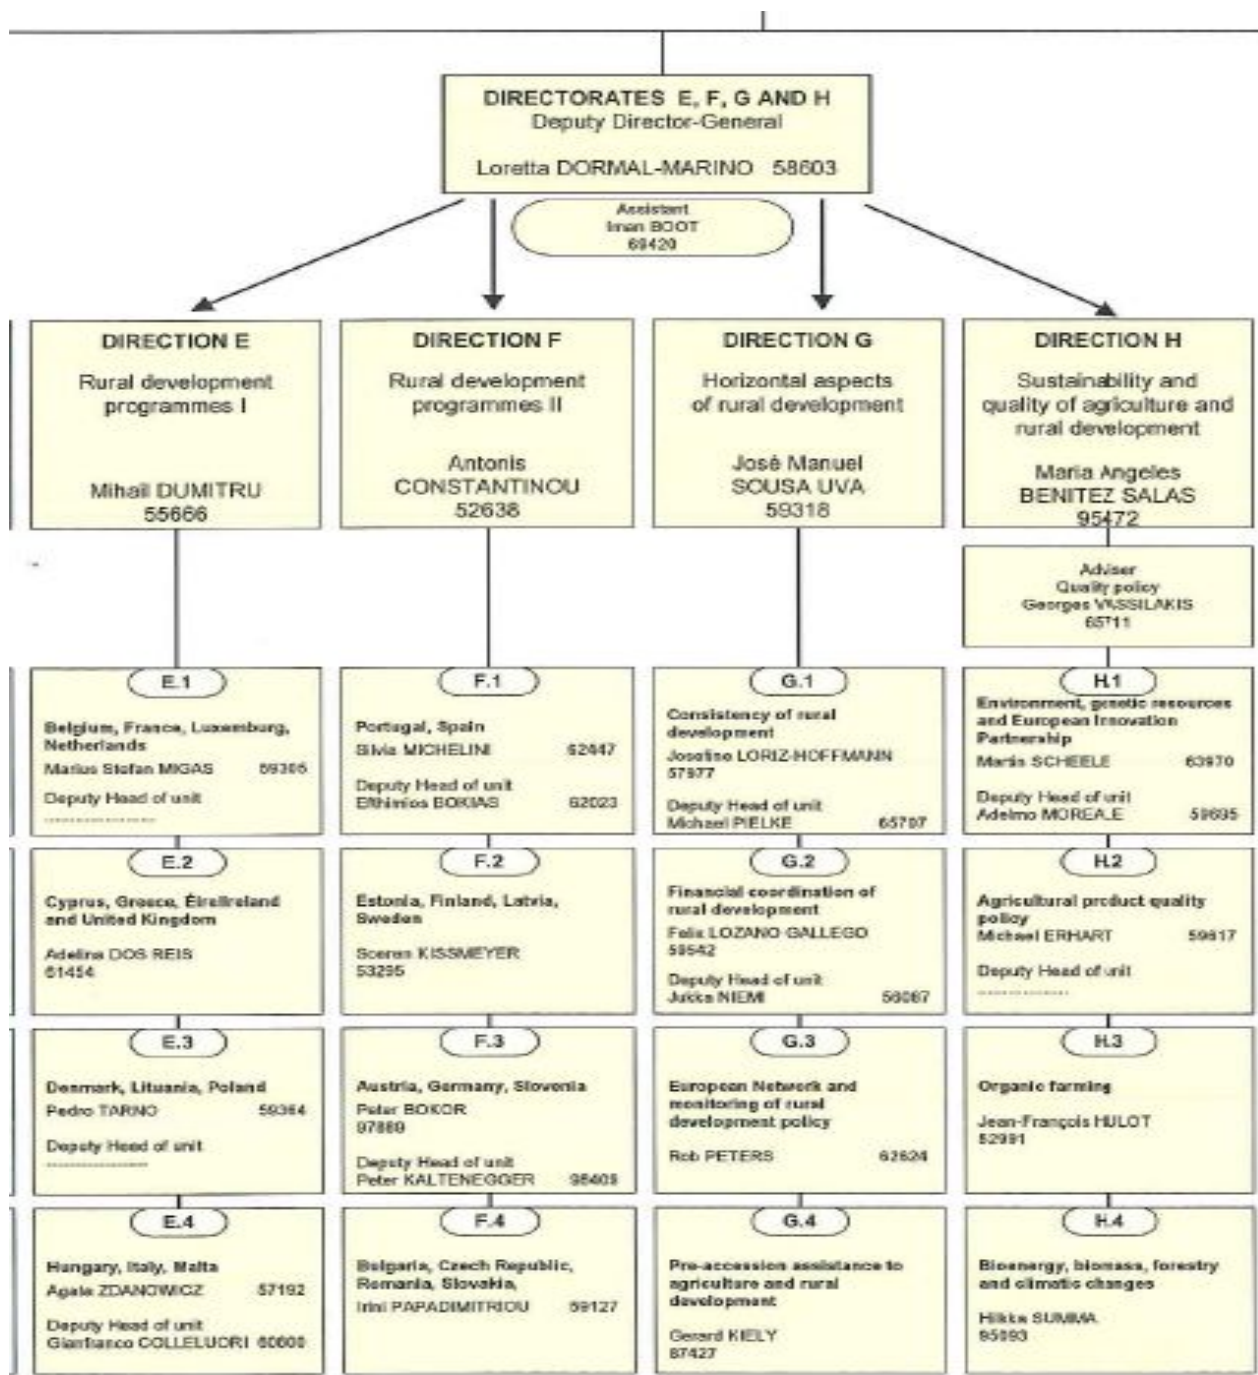 DIRECTORATES E, F, G AND H
Deputy Director-General
Loretta DORMAL-MARINO 58603
Assistant
Iman BOOT
69420
DIRECTION E
Rural development
programmes I
Mihail DUMITRU
55666
DIRECTION F
Rural development
programmes II
Antonis
CONSTANTINOU
52638
DIRECTION G
Horizontal aspects
of rural development
José Manuel
SOUSA UVA
59318
DIRECTION H
Sustainability and
quality of agriculture and
rural development
Maria Angeles
BENITEZ SALAS
95472
Adviser
Quality policy
Georges VASSILAKIS
65711
E.1
Belgium, France, Luxemburg,
Netherlands
Marius Stefan MIGAS 59305
Deputy Head of unit
F.1
Portugal, Spain
Silvia MICHELINI 62447
Deputy Head of unit
Efthimios BOKIAS 62023
G.1
Consistency of rural
development
Josefine LORIZ-HOFFMANN
57977
Deputy Head of unit
Michael PIELKE 65797
H.1
Environment, genetic resources
and European Innovation
Partnership
Martin SCHEELE 63970
Deputy Head of unit
Adelmo 59695
E.2
Cyprus, Greece,
and United Kingdom
Adelina DOS REIS
61454
F.2
Estonia, Finland, Latvia,
Sweden
Soeren KISSMEYER
53295
G.2
Financial coordination of
rural development
Felix LOZANO GALLEGO
59542
Deputy Head of unit
Jukka NIEMI 56067
H.2
Agricultural product quality
policy
Michael ERHART 59617
Deputy Head of unit
E.3
Denmark, Lituania, Poland
Pedro TARNO 59364
Deputy Head of unit
F.3
Austria, Germany, Slovenia
Peter BOKOR
97889
Deputy Head of unit
Peter KALTENEGGER 98409
G.3
European Network and
monitoring of rural
development policy
Rob PETERS 62624
H.3
Organic farming
Jean-François HULOT
52991
E.4
Hungary, Italy, Malta
Agata ZDANOWICZ 57192
Deputy Head of unit
Gianfranco COLLELUORI 60600
F.4
Bulgaria, Czech Republic,
Romania, Slovakia,
Irini PAPADIMITRIOU 59127
G.4
Pre-accession assistance to
agriculture and rural
development
Gerard KIELY
87427
H.4
Bioenergy, biomass, forestry
and climatic changes
Hilkka SUMMA
95093